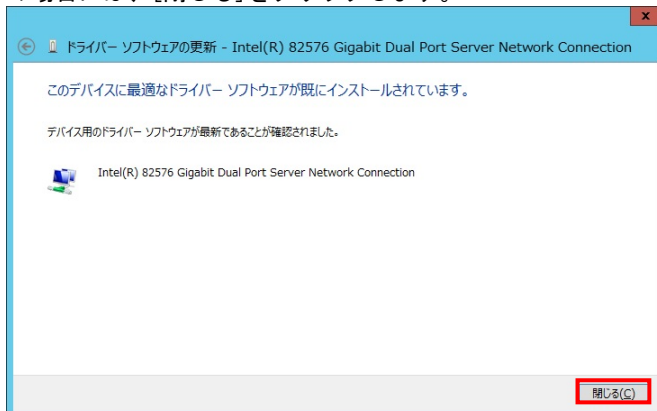 場合には、[閉じる]をクリックします。
x
ドライバー ソフトウェアの更新 - Intel(R) 82576 Gigabit Dual Port Server Network Connection
このデバイスに最適なドライバー ソフトウェアが既にインストールされています。
デバイス用のドライバー ソフトウェアが最新であることが確認されました。
Intel(R) 82576 Gigabit Dual Port Server Network Connection
閉じる(C)